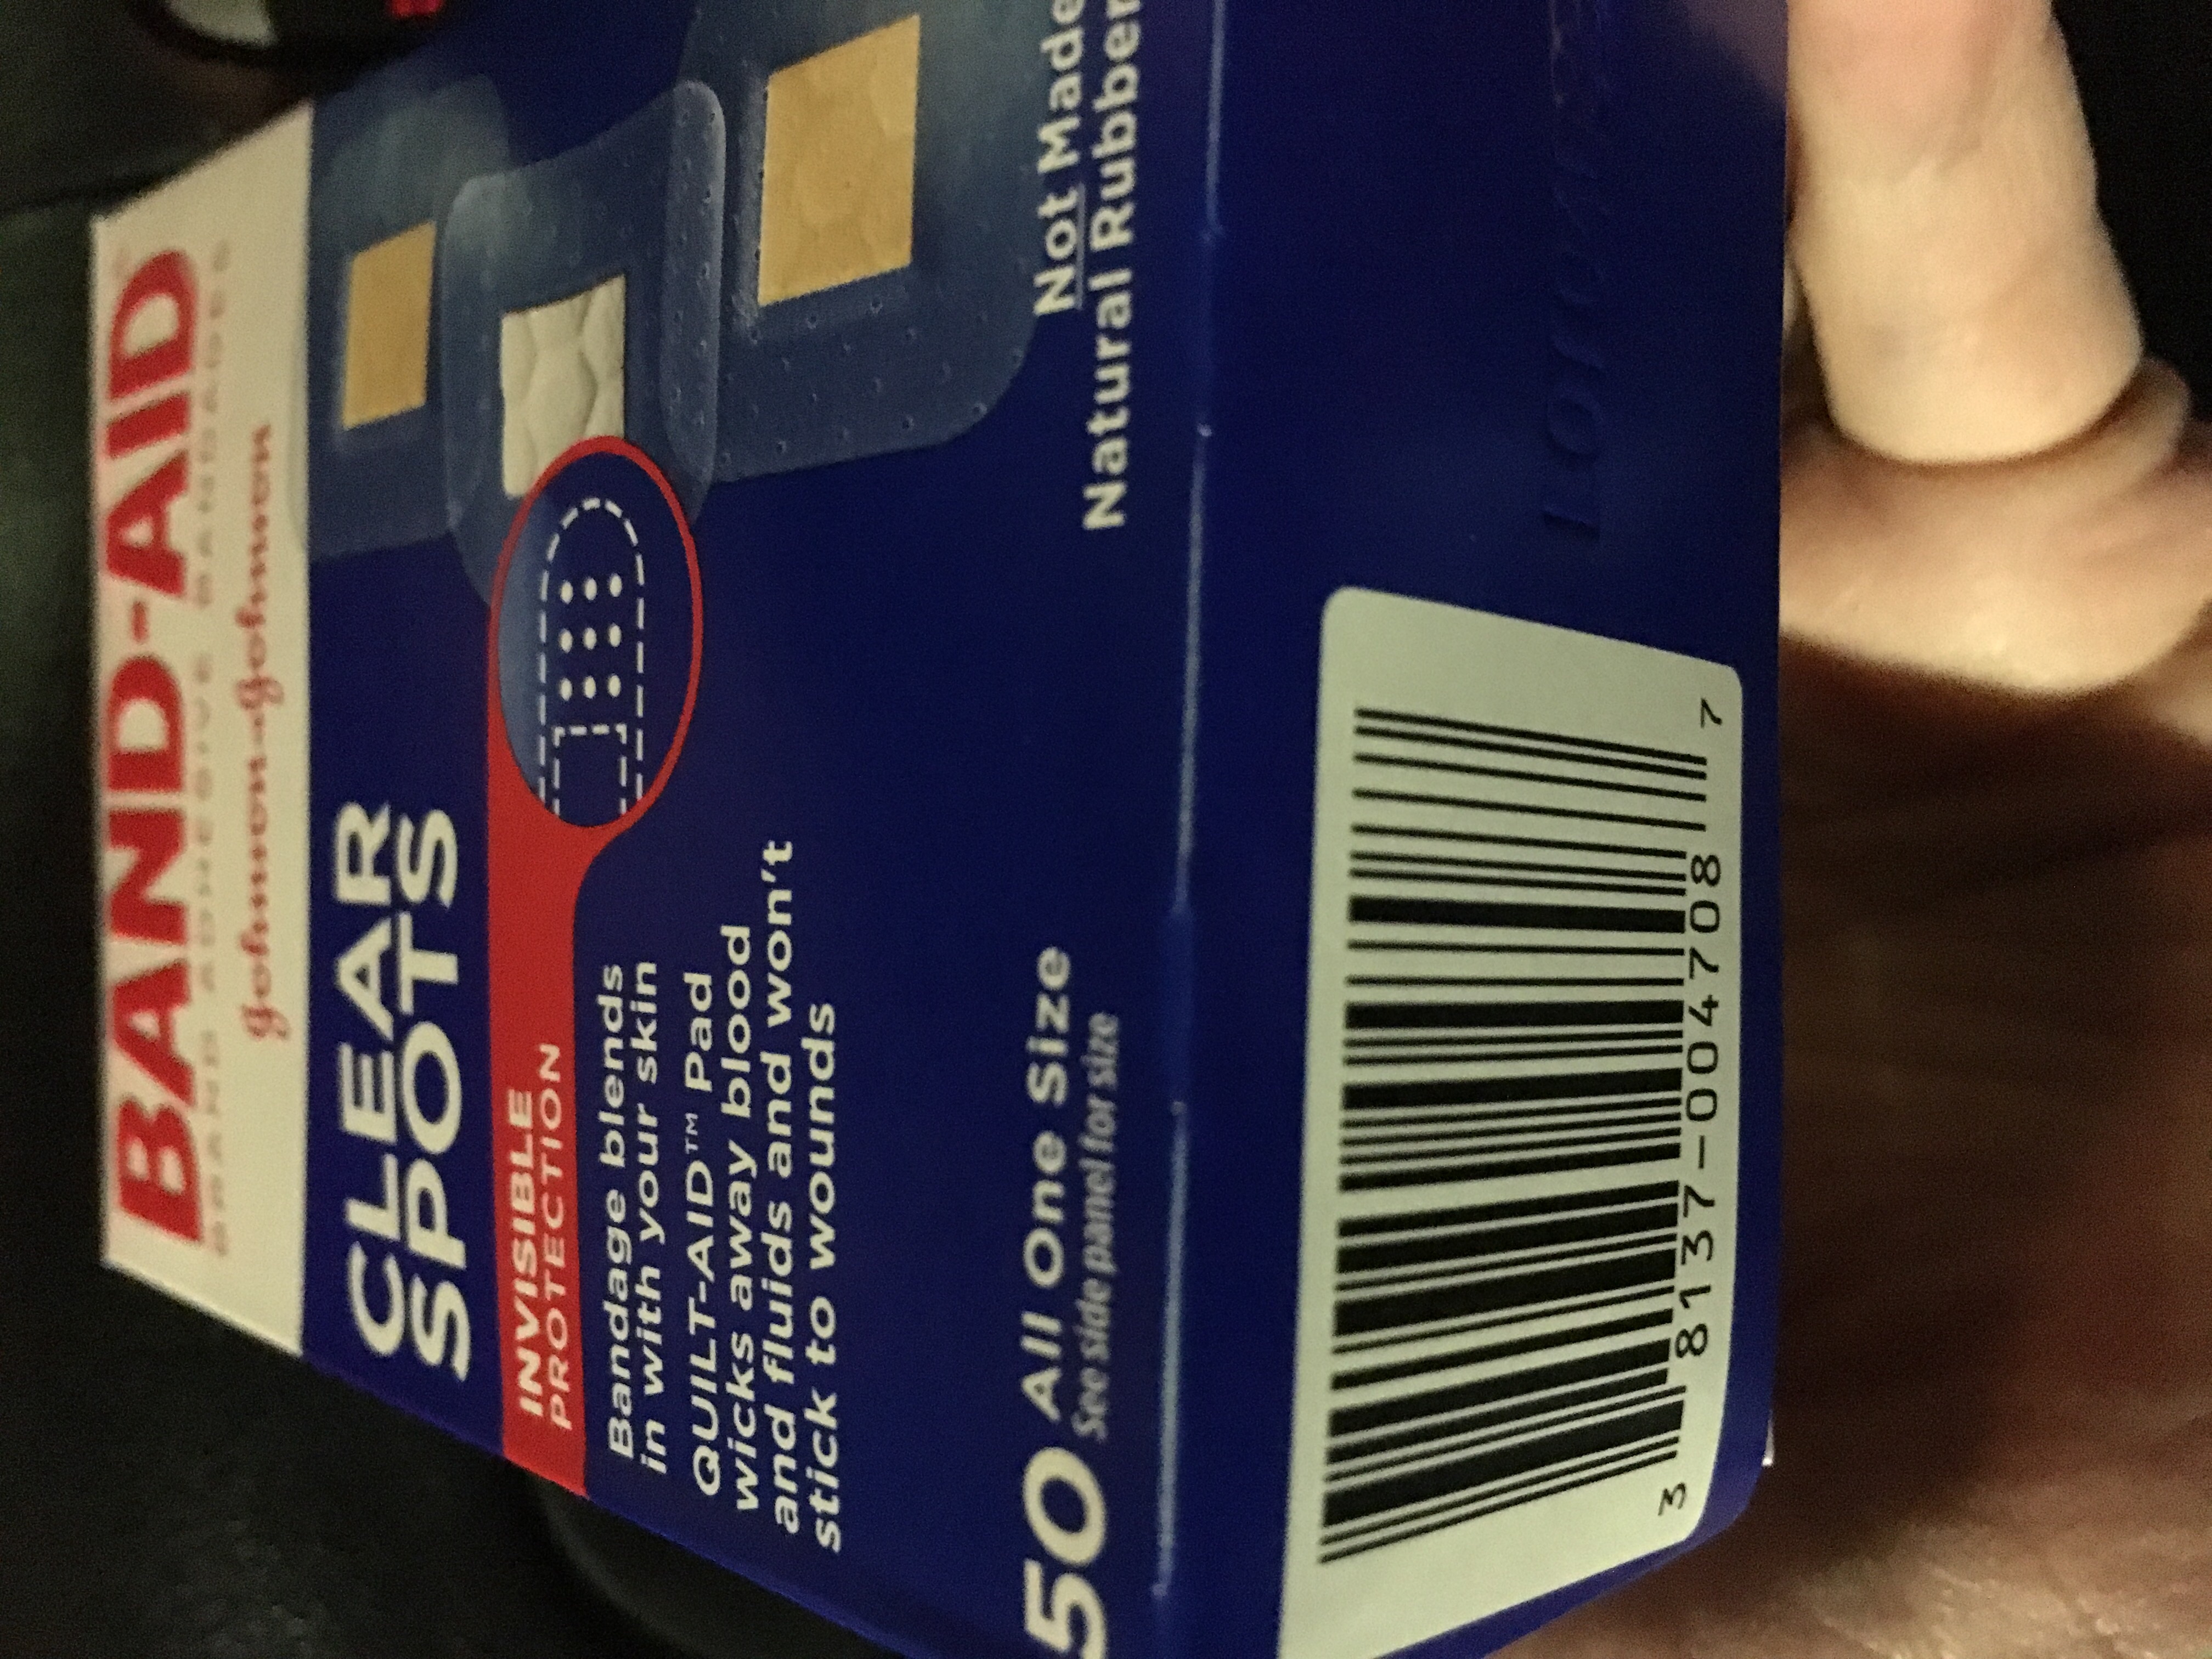 BAND-AID
BRAND ADHESIVE BANDAGES
Johnson & Johnson
CLEAR
SPOTS
INVISIBLE
PROTECTION
Bandage blends
in with your skin
QUILT-AID™ Pad
wicks away blood
and fluids and won't
stick to wounds
Not Made
Natural Rubber
50 All One Size
See side panel for size
3 8137-004708 7